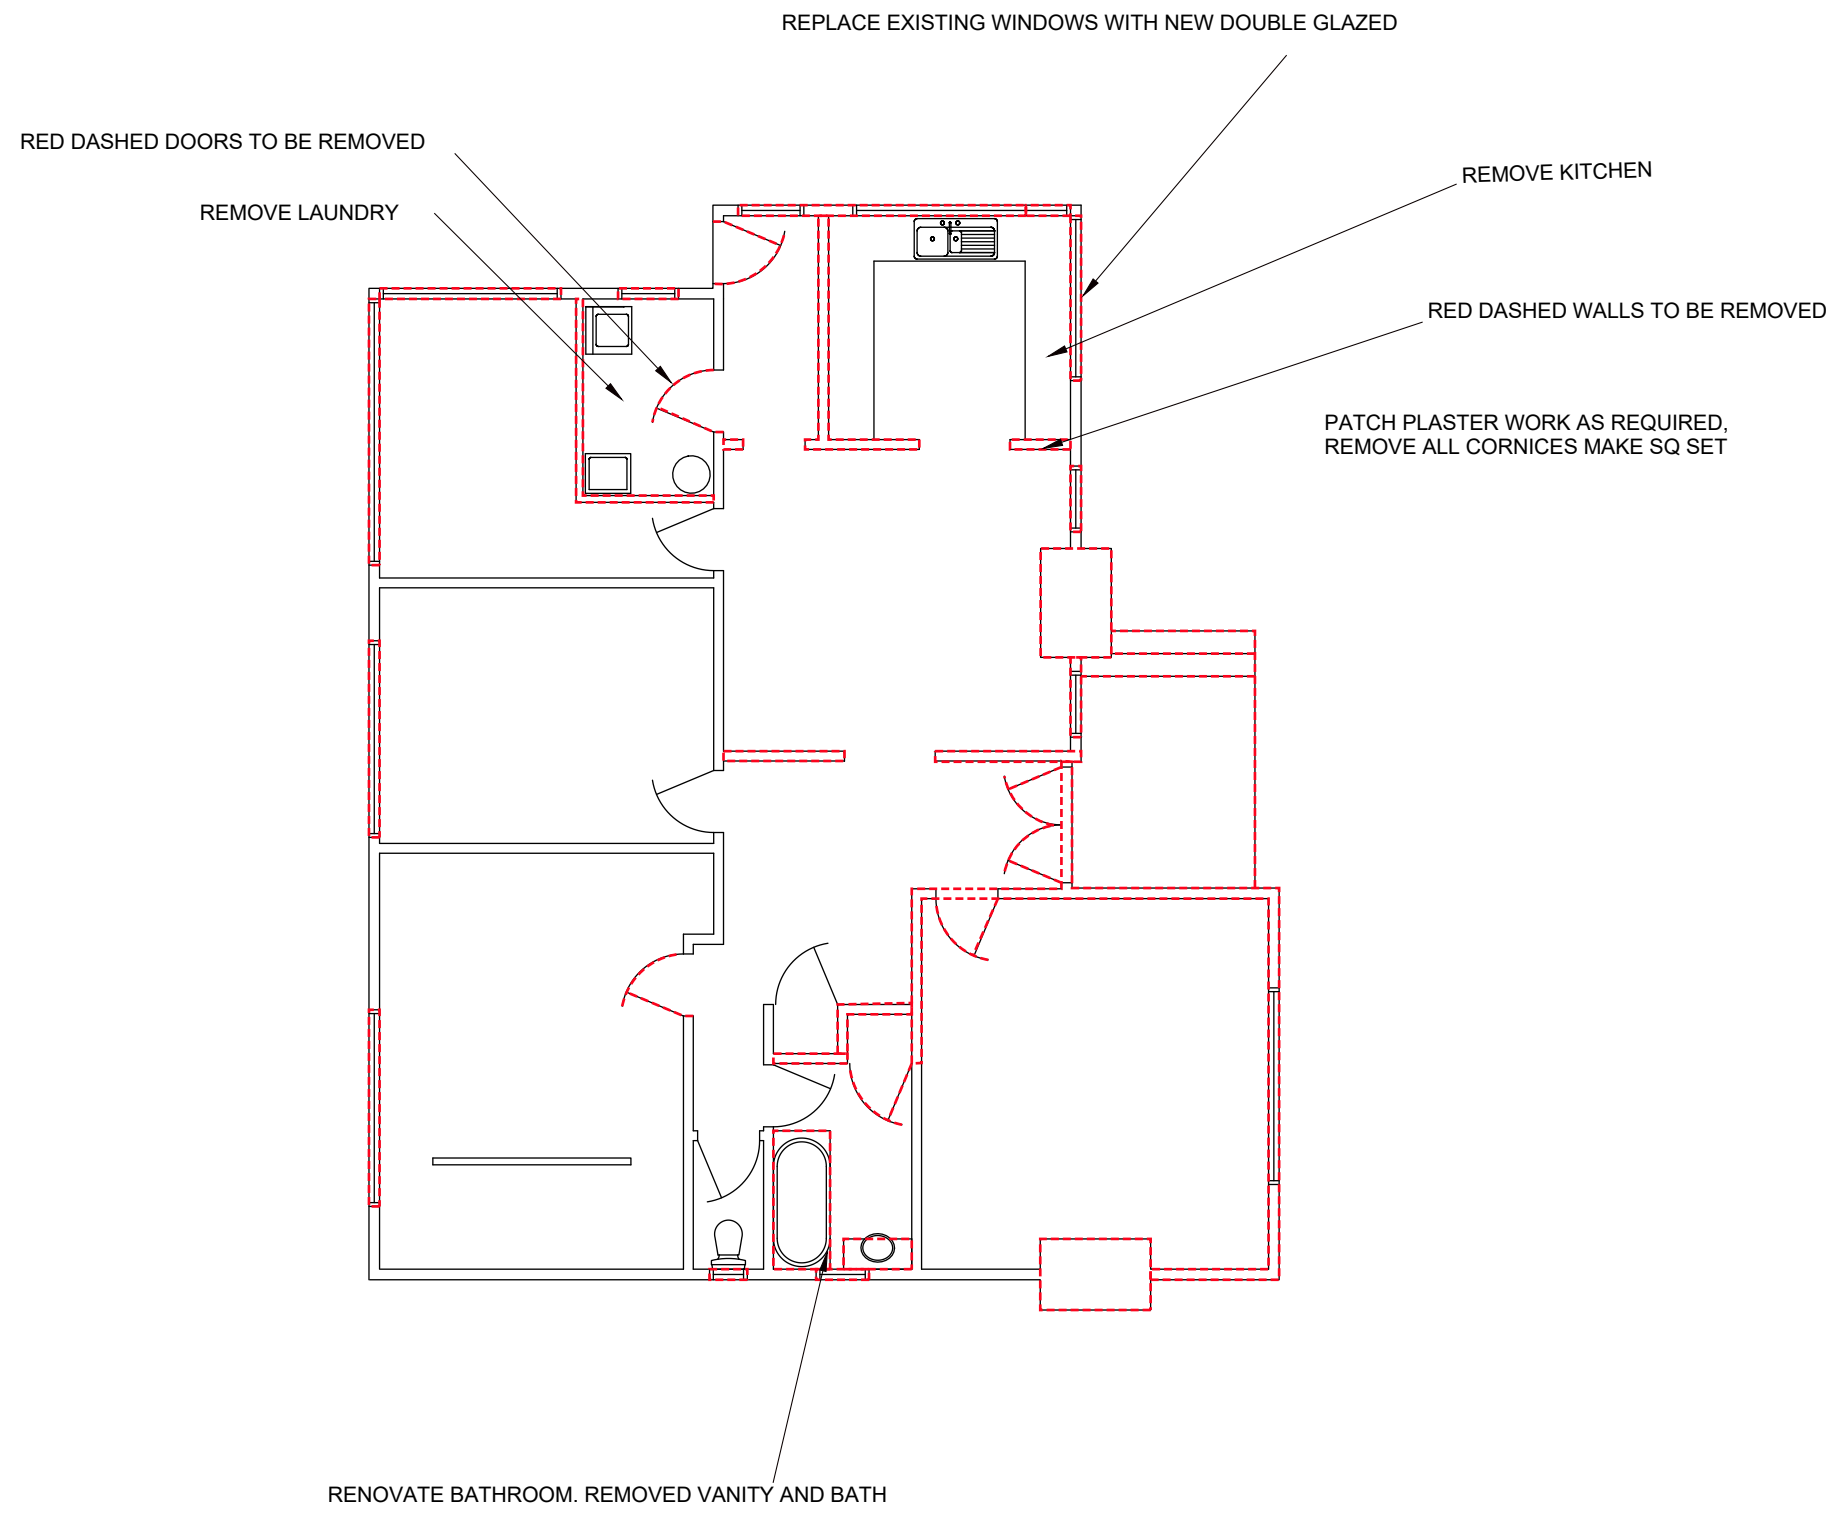 REPLACE EXISTING WINDOWS WITH NEW DOUBLE GLAZED
RED DASHED DOORS TO BE REMOVED
REMOVE KITCHEN
REMOVE LAUNDRY
RED DASHED WALLS TO BE REMOVED
PATCH PLASTER WORK AS REQUIRED,
REMOVE ALL CORNICES MAKE SQ SET
RENOVATE BATHROOM. REMOVED VANITY AND BATH